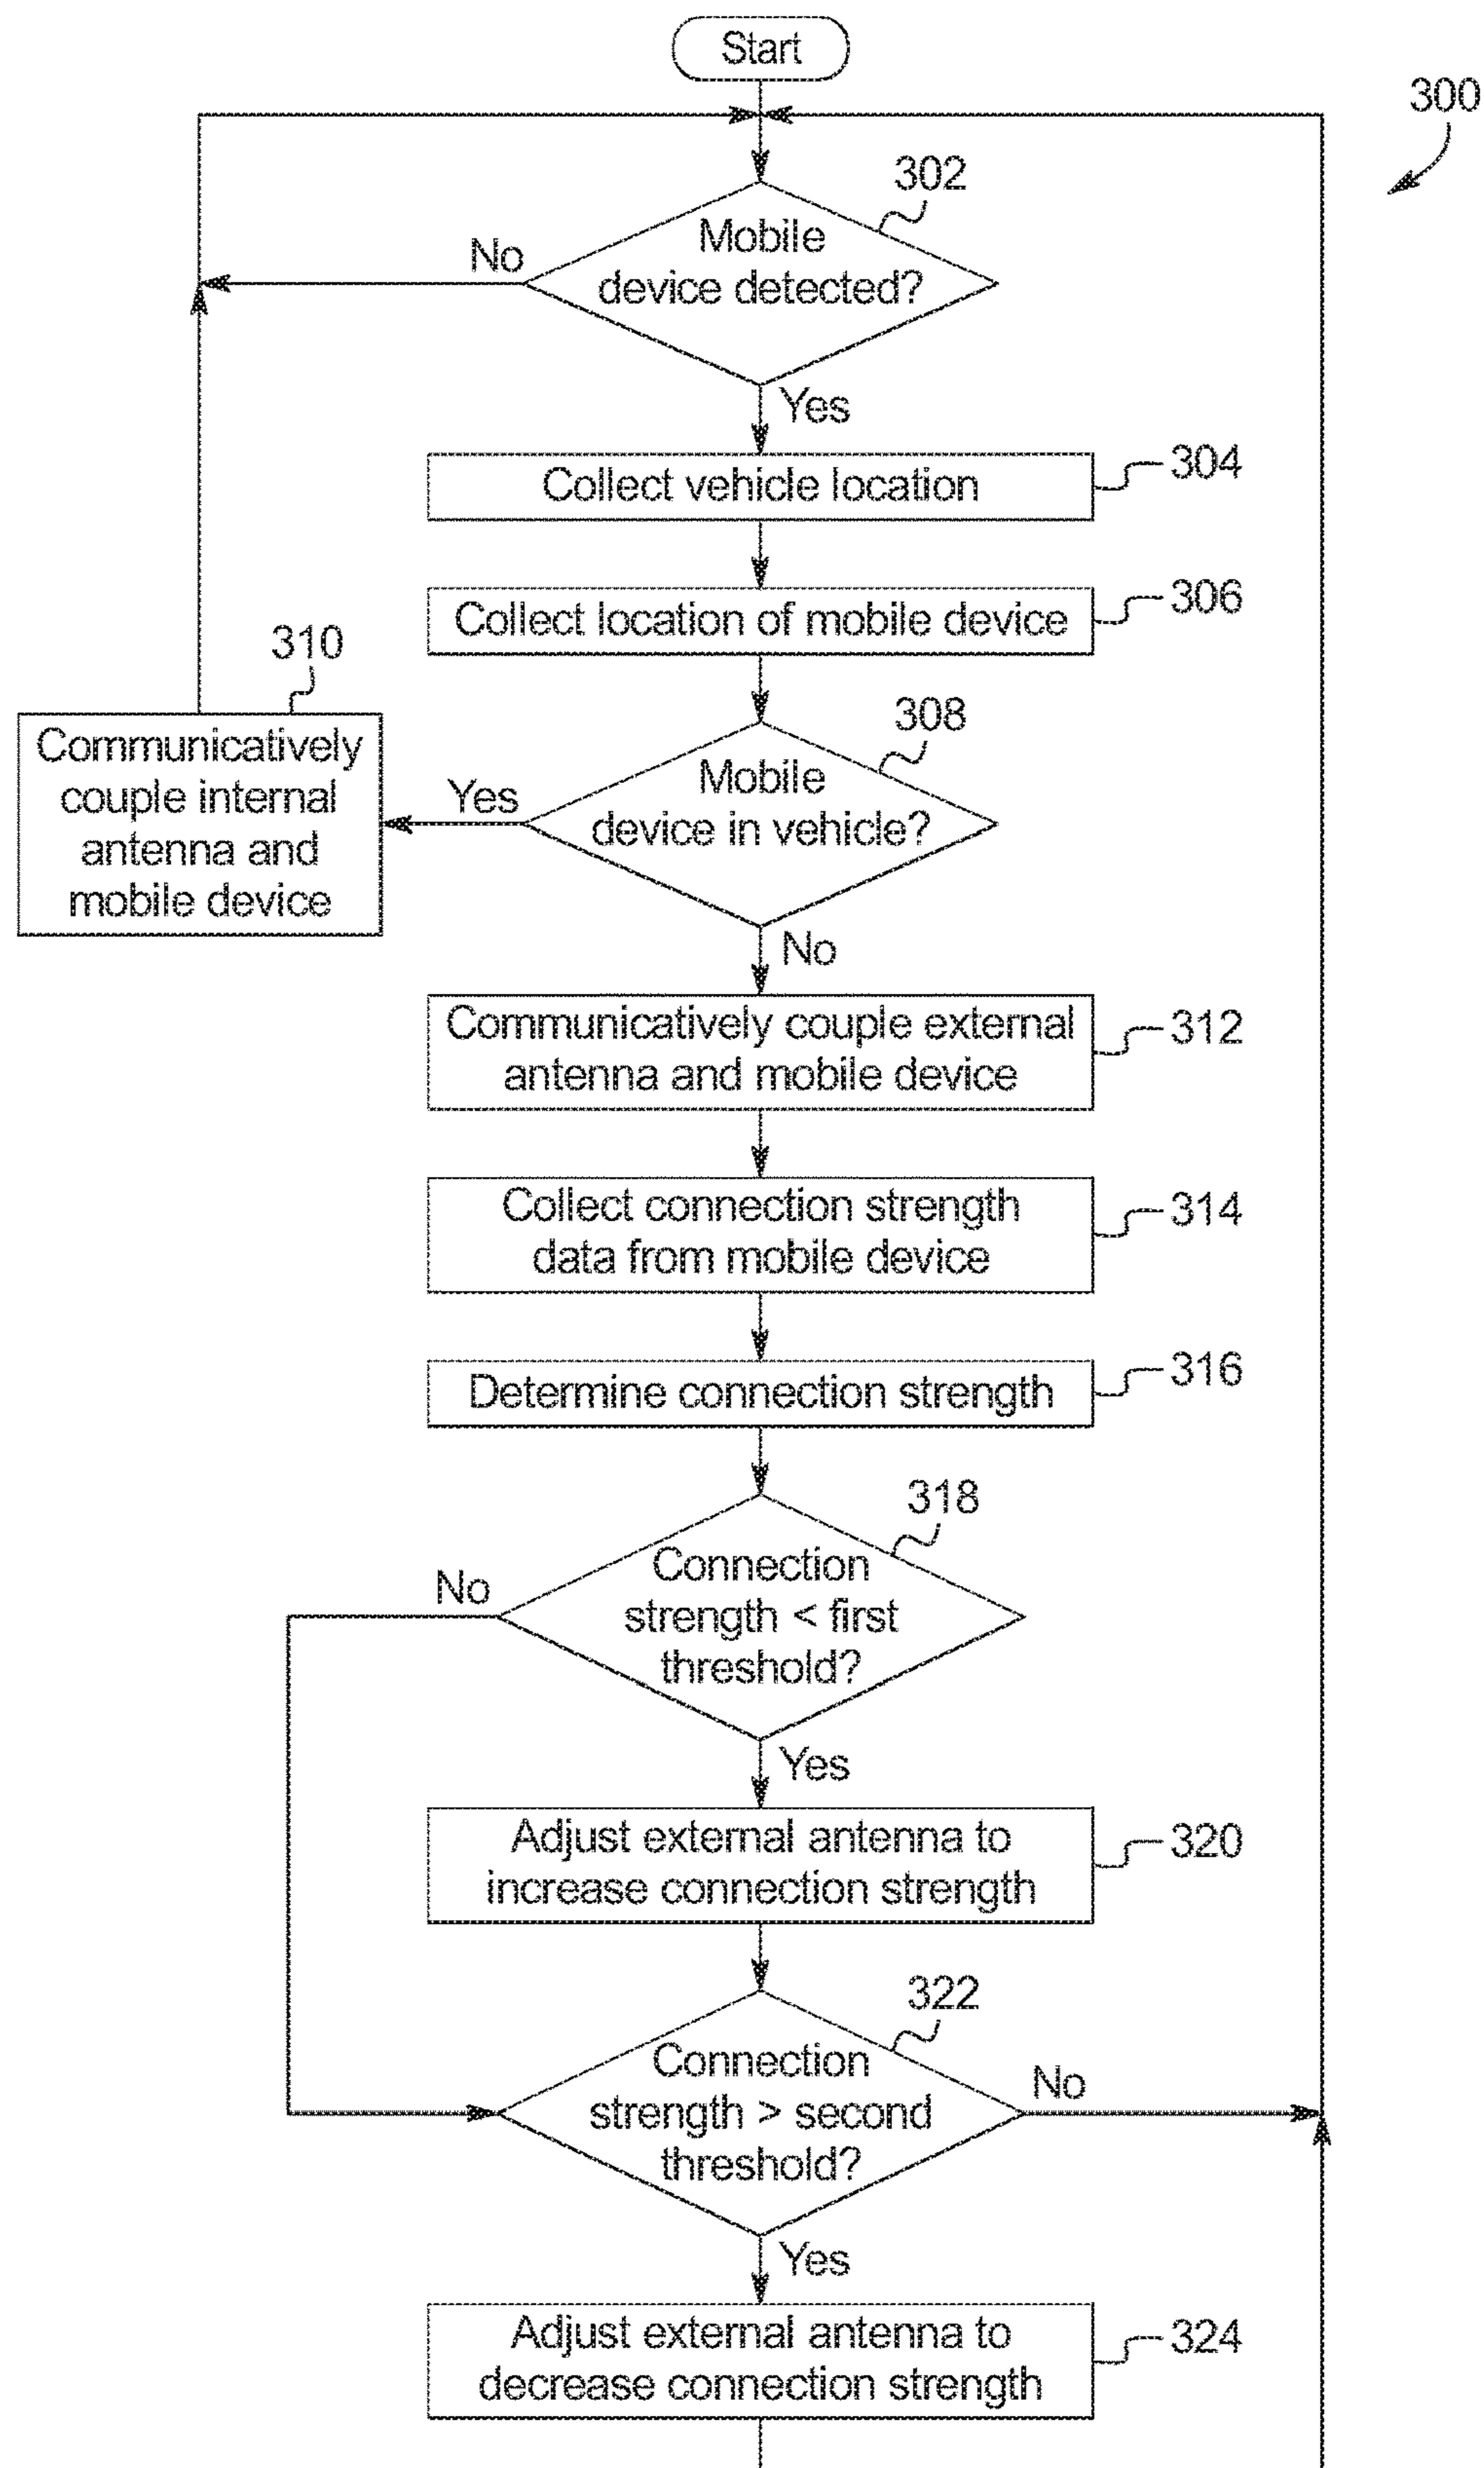 Start
300
302
Mobile
device detected?
No
Yes
Collect vehicle location
304
Collect location of mobile device
306
310
Communicatively
couple internal
antenna and
mobile device
308
Mobile
device in vehicle?
Yes
No
Communicatively couple external
antenna and mobile device
312
Collect connection strength
data from mobile device
314
Determine connection strength
316
318
Connection
strength < first
threshold?
No
Yes
Adjust external antenna to
increase connection strength
320
322
Connection
strength > second
threshold?
No
Yes
Adjust external antenna to
decrease connection strength
324